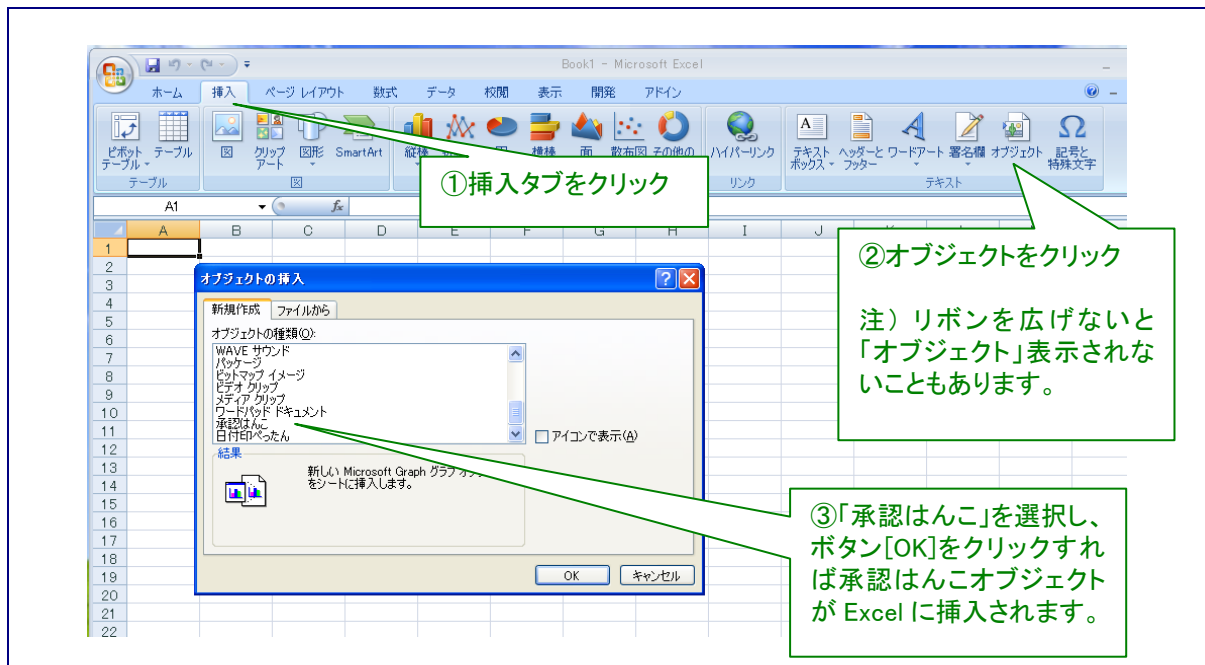 Book1 - Microsoft Excel
ホーム 挿入 ページ レイアウト 数式 データ 校閲 表示 開発 アドイン
ピボット テーブル
テーブル
図
クリップ アート
図形
SmartArt
面
散布図
その他の
ハイパーリンク
テキスト ボックス
ヘッダーと フッター
ワードアート
署名欄
オブジェクト
記号と 特殊文字
テーブル 図 リンク テキスト
①挿入タブをクリック
A1 fx
A B C D E F G H I J
1
2
3
4
5
6
7
8
9
10
11
12
13
14
15
16
17
18
19
20
21
22
オブジェクトの挿入
新規作成 ファイルから
オブジェクトの種類(O):
WAVE サウンド
パッケージ
ビットマップ イメージ
ビデオ クリップ
メディア クリップ
ワードパッド ドキュメント
承認はんこ
日付印ぺったん
アイコンで表示(A)
結果
新しい Microsoft Graph グラフ オブ
をシートに挿入します。
OK キャンセル
②オブジェクトをクリック
注）リボンを広げないと
「オブジェクト」表示されな
いこともあります。
③「承認はんこ」を選択し、
ボタン[OK]をクリックすれ
ば承認はんこオブジェクト
が Excel に挿入されます。